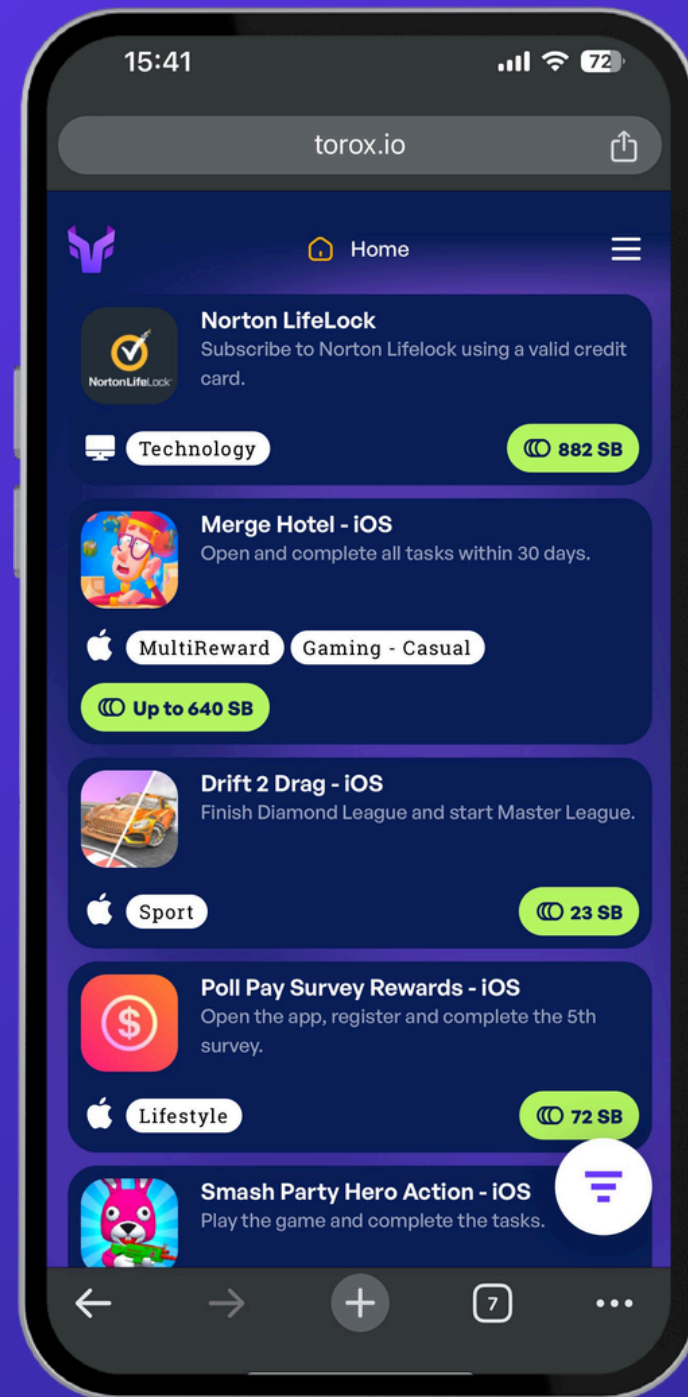 15:41
72
torox.io
Home
Norton LifeLock
Subscribe to Norton Lifelock using a valid credit
card.
NortonLifeLock
Technology
882 SB
Merge Hotel - iOS
Open and complete all tasks within 30 days.
MultiReward
Gaming - Casual
Up to 640 SB
Drift 2 Drag - iOS
Finish Diamond League and start Master League.
Sport
23 SB
Poll Pay Survey Rewards - iOS
Open the app, register and complete the 5th
survey.
$
Lifestyle
72 SB
Smash Party Hero Action - iOS
Play the game and complete the tasks.
7